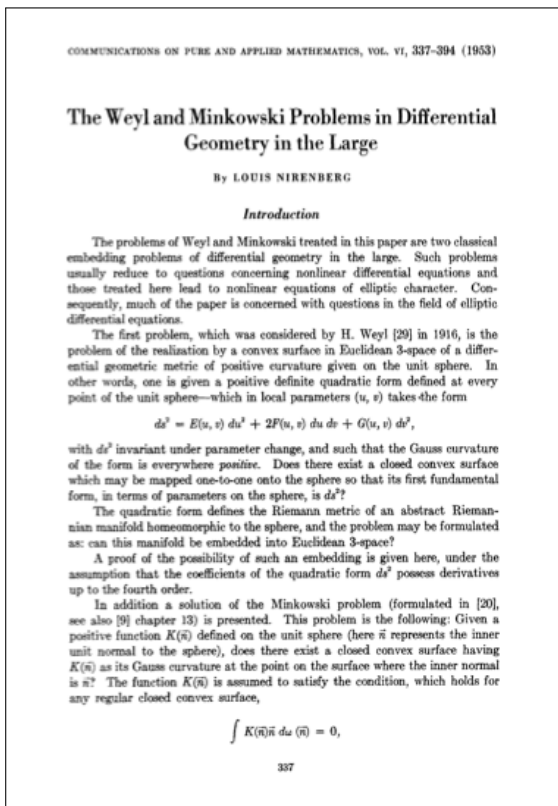 COMMUNICATIONS ON PURE AND APPLIED MATHEMATICS, VOL. VI, 337–394 (1953)
The Weyl and Minkowski Problems in Differential
Geometry in the Large
By LOUIS NIRENBERG
Introduction
The problems of Weyl and Minkowski treated in this paper are two classical
embedding problems of differential geometry in the large. Such problems
usually reduce to questions concerning nonlinear differential equations and
those treated here lead to nonlinear equations of elliptic character. Con-
sequently, much of the paper is concerned with questions in the field of elliptic
differential equations.
The first problem, which was considered by H. Weyl [29] in 1916, is the
problem of the realization by a convex surface in Euclidean 3-space of a differ-
ential geometric metric of positive curvature given on the unit sphere. In
other words, one is given a positive definite quadratic form defined at every
point of the unit sphere—which in local parameters (u, v) takes the form
ds² = E(u, v) du² + 2F(u, v) du dv + G(u, v) dv²,
with ds² invariant under parameter change, and such that the Gauss curvature
of the form is everywhere positive. Does there exist a closed convex surface
which may be mapped one-to-one onto the sphere so that its first fundamental
form, in terms of parameters on the sphere, is ds²?
The quadratic form defines the Riemann metric of an abstract Rieman-
nian manifold homeomorphic to the sphere, and the problem may be formulated
as: can this manifold be embedded into Euclidean 3-space?
A proof of the possibility of such an embedding is given here, under the
assumption that the coefficients of the quadratic form ds² possess derivatives
up to the fourth order.
In addition a solution of the Minkowski problem (formulated in [20],
see also [9] chapter 13) is presented. This problem is the following: Given a
positive function K(n⃗) defined on the unit sphere (here n⃗ represents the inner
unit normal to the sphere), does there exist a closed convex surface having
K(n⃗) as its Gauss curvature at the point on the surface where the inner normal
is n⃗? The function K(n⃗) is assumed to satisfy the condition, which holds for
any regular closed convex surface,
∫ K(n⃗)n⃗ dω (n⃗) = 0,
337